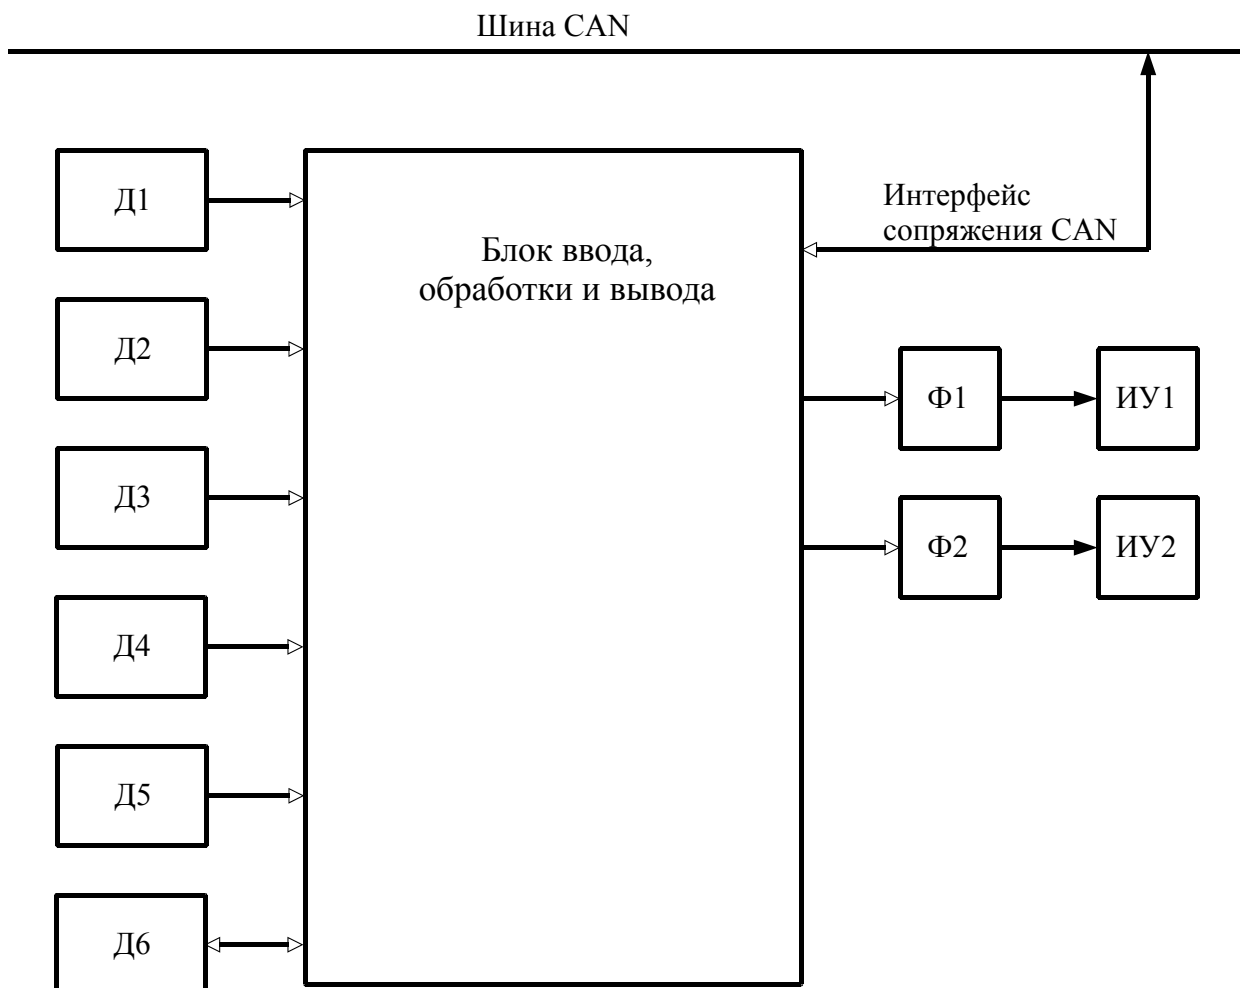 Шина CAN
Д1
Интерфейс
сопряжения CAN
Блок ввода,
обработки и вывода
Д2
Ф1
ИУ1
Д3
Ф2
ИУ2
Д4
Д5
Д6